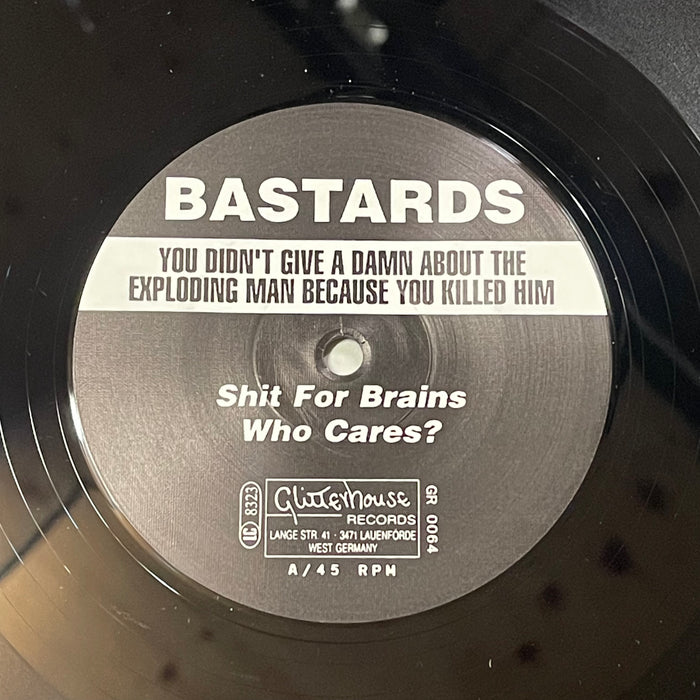 BASTARDS
YOU DIDN'T GIVE A DAMN ABOUT THE
EXPLODING MAN BECAUSE YOU KILLED HIM
Shit For Brains
Who Cares?
LC 8323
Glitterhouse
RECORDS
LANGE STR. 41 · 3471 LAUENFÖRDE
WEST GERMANY
GR 0064
A/45 RPM